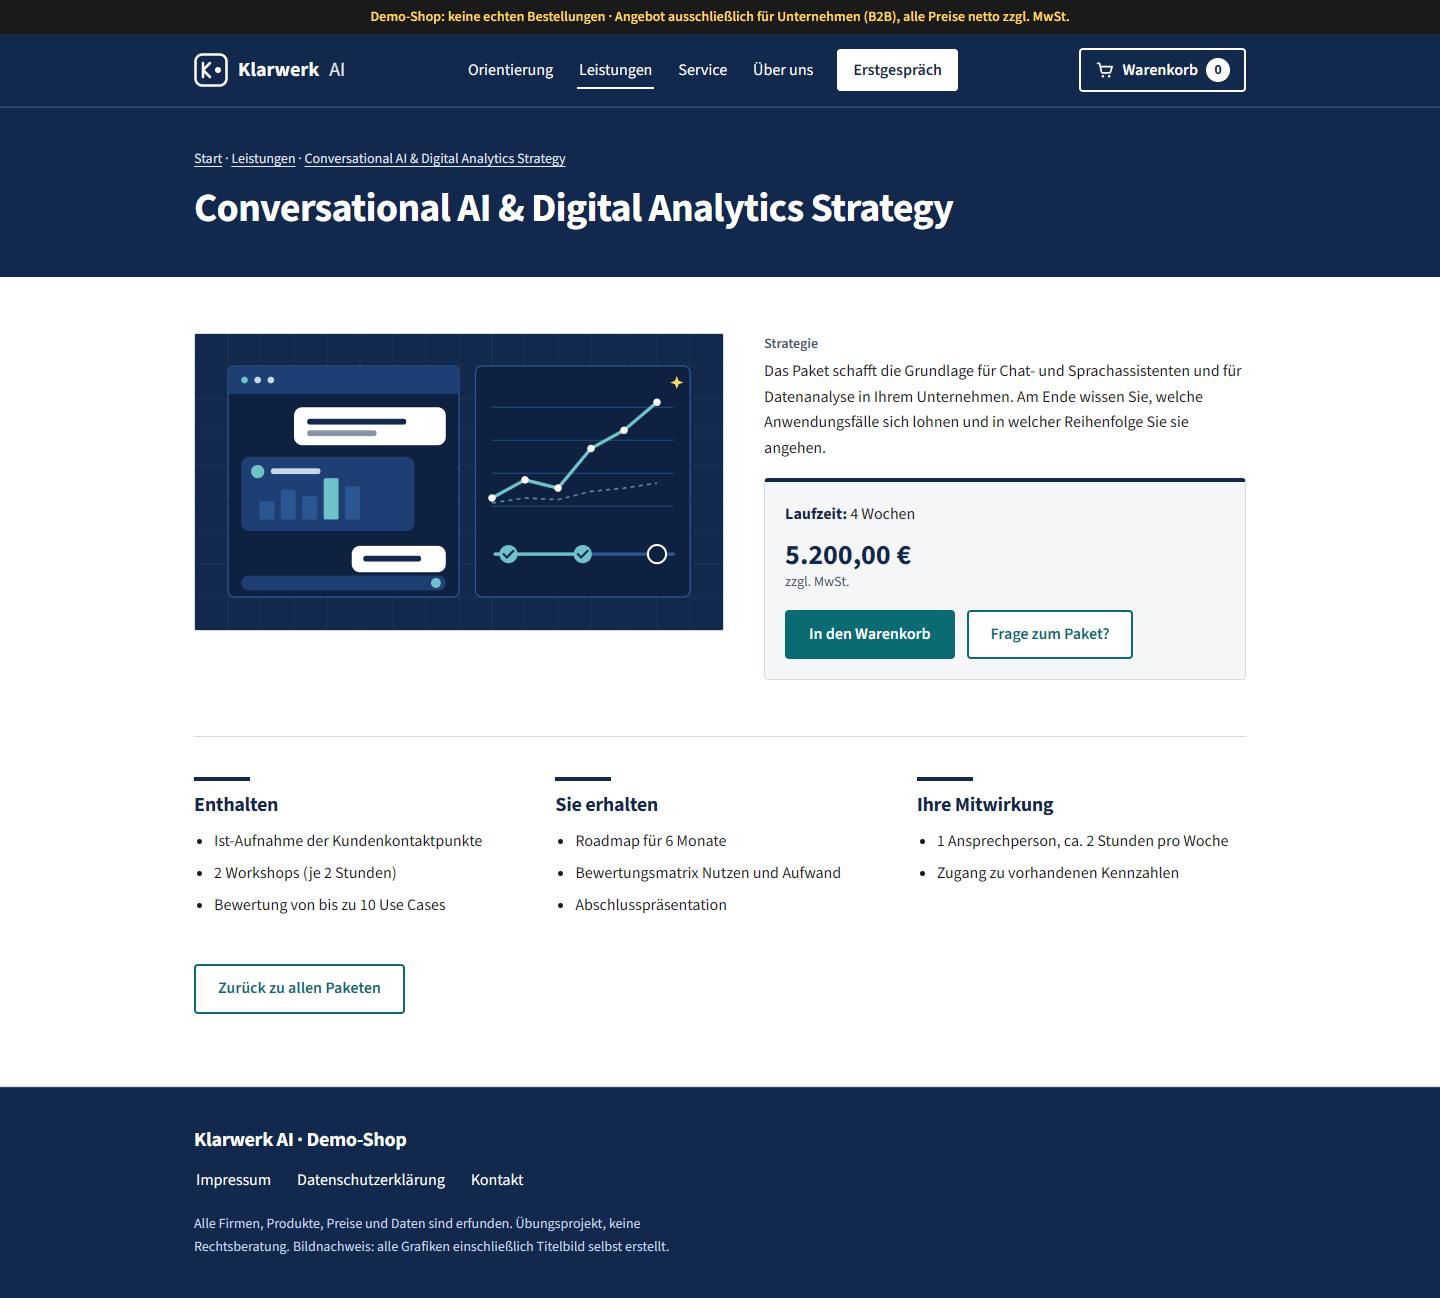 Demo-Shop: keine echten Bestellungen · Angebot ausschließlich für Unternehmen (B2B), alle Preise netto zzgl. MwSt.
K Klarwerk AI
Orientierung Leistungen Service Über uns Erstgespräch
Warenkorb 0
Start · Leistungen · Conversational AI & Digital Analytics Strategy
Conversational AI & Digital Analytics Strategy
Strategie
Das Paket schafft die Grundlage für Chat- und Sprachassistenten und für
Datenanalyse in Ihrem Unternehmen. Am Ende wissen Sie, welche
Anwendungsfälle sich lohnen und in welcher Reihenfolge Sie sie
angehen.
Laufzeit: 4 Wochen
5.200,00 €
zzgl. MwSt.
In den Warenkorb
Frage zum Paket?
Enthalten
• Ist-Aufnahme der Kundenkontaktpunkte
• 2 Workshops (je 2 Stunden)
• Bewertung von bis zu 10 Use Cases
Sie erhalten
• Roadmap für 6 Monate
• Bewertungsmatrix Nutzen und Aufwand
• Abschlusspräsentation
Ihre Mitwirkung
• 1 Ansprechperson, ca. 2 Stunden pro Woche
• Zugang zu vorhandenen Kennzahlen
Zurück zu allen Paketen
Klarwerk AI · Demo-Shop
Impressum Datenschutzerklärung Kontakt
Alle Firmen, Produkte, Preise und Daten sind erfunden. Übungsprojekt, keine
Rechtsberatung. Bildnachweis: alle Grafiken einschließlich Titelbild selbst erstellt.